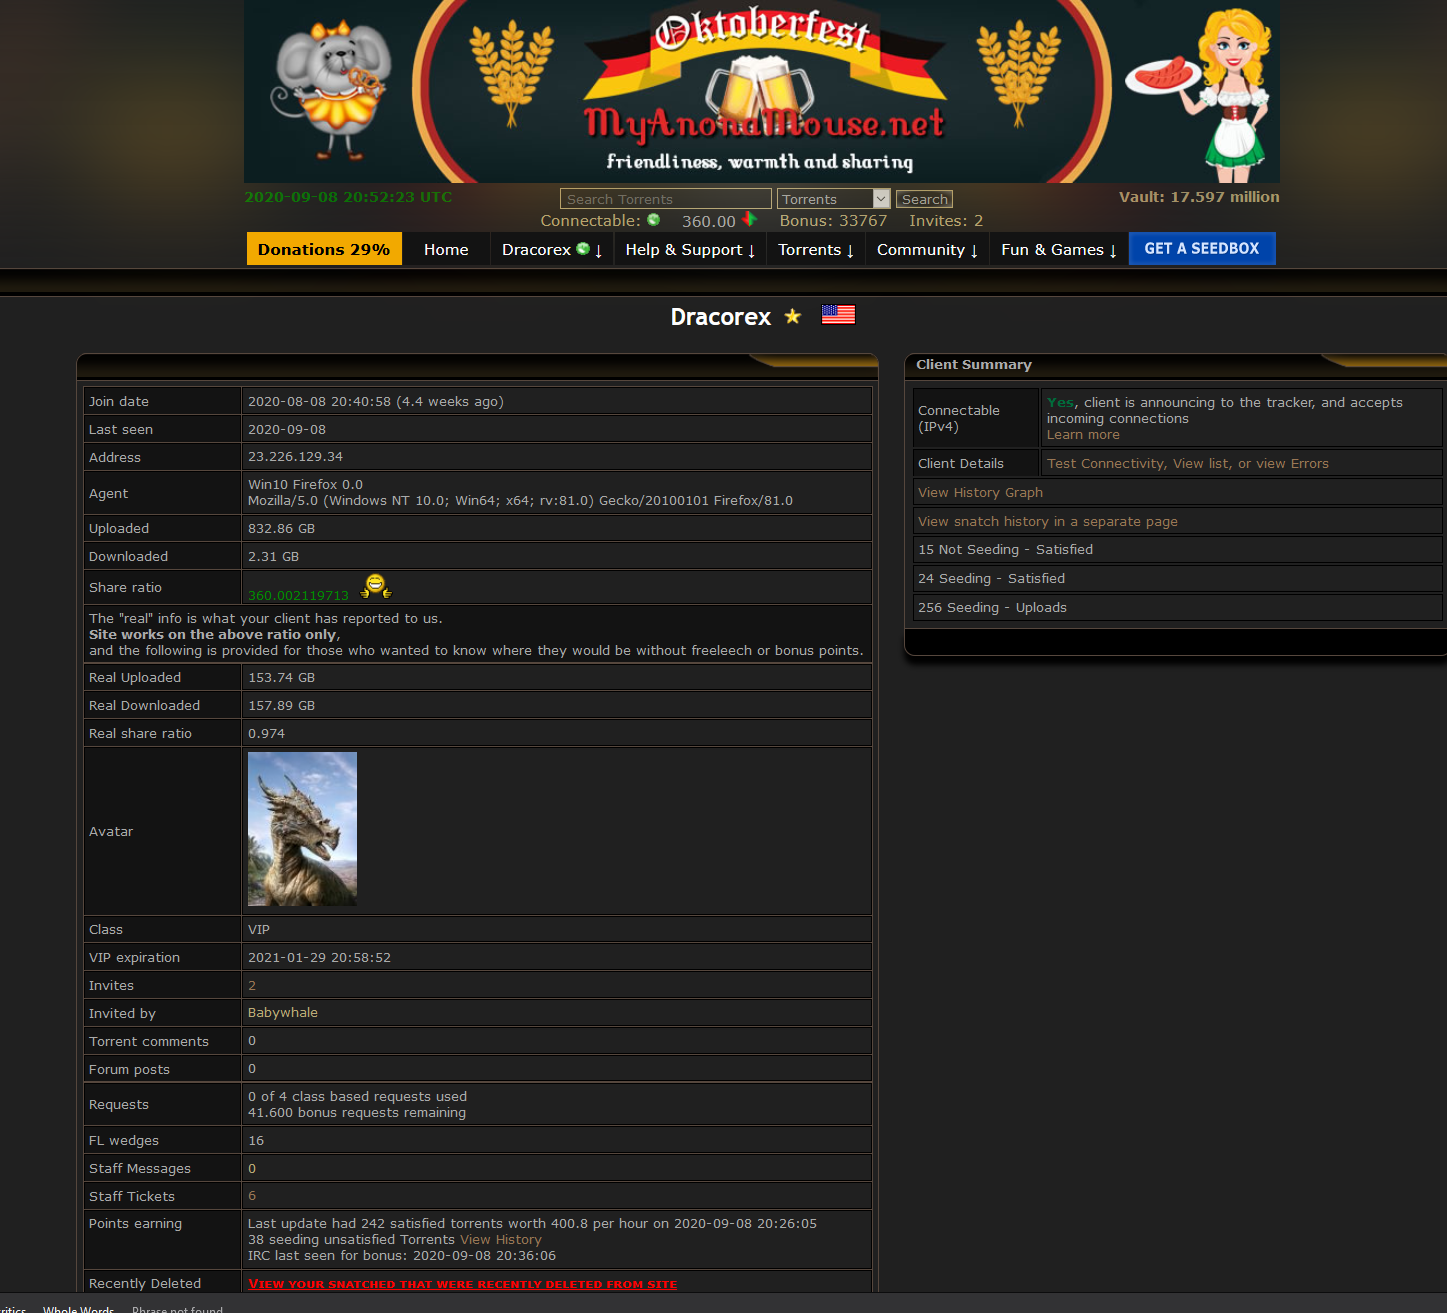 Oktoberfest
MyAnonaMouse.net
friendliness, warmth and sharing
2020-09-08 20:52:23 UTC
Search Torrents
Torrents
Search
Vault: 17.597 million
Connectable: 360.00 Bonus: 33767 Invites: 2
Donations 29% Home Dracorex ↓ Help & Support ↓ Torrents ↓ Community ↓ Fun & Games ↓ GET A SEEDBOX
Dracorex
Join date 2020-08-08 20:40:58 (4.4 weeks ago)
Last seen 2020-09-08
Address 23.226.129.34
Agent Win10 Firefox 0.0
Mozilla/5.0 (Windows NT 10.0; Win64; x64; rv:81.0) Gecko/20100101 Firefox/81.0
Uploaded 832.86 GB
Downloaded 2.31 GB
Share ratio 360.002119713
The "real" info is what your client has reported to us.
Site works on the above ratio only,
and the following is provided for those who wanted to know where they would be without freeleech or bonus points.
Real Uploaded 153.74 GB
Real Downloaded 157.89 GB
Real share ratio 0.974
Avatar
Class VIP
VIP expiration 2021-01-29 20:58:52
Invites 2
Invited by Babywhale
Torrent comments 0
Forum posts 0
Requests 0 of 4 class based requests used
41.600 bonus requests remaining
FL wedges 16
Staff Messages 0
Staff Tickets 6
Points earning Last update had 242 satisfied torrents worth 400.8 per hour on 2020-09-08 20:26:05
38 seeding unsatisfied Torrents View History
IRC last seen for bonus: 2020-09-08 20:36:06
Recently Deleted VIEW YOUR SNATCHED THAT WERE RECENTLY DELETED FROM SITE
Client Summary
Connectable (IPv4) Yes, client is announcing to the tracker, and accepts
incoming connections
Learn more
Client Details Test Connectivity, View list, or view Errors
View History Graph
View snatch history in a separate page
15 Not Seeding - Satisfied
24 Seeding - Satisfied
256 Seeding - Uploads
ritics Whole Words Phrase not found